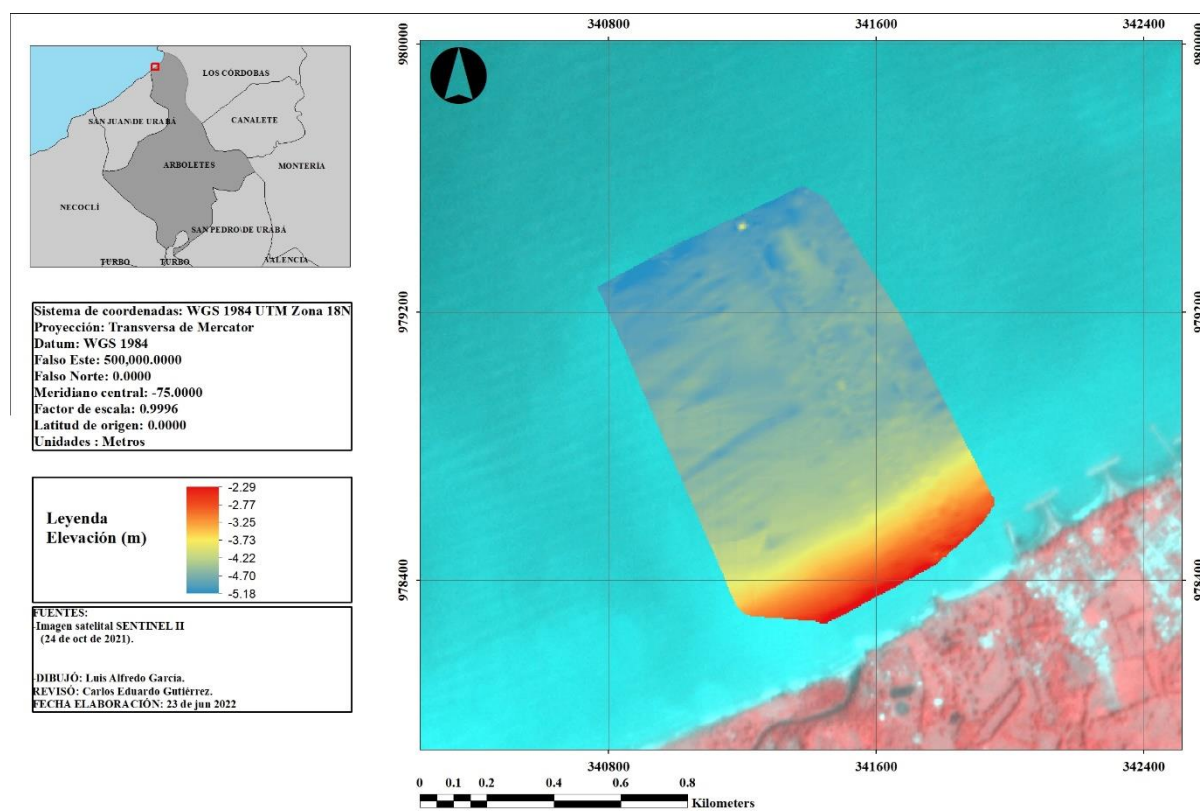 LOS CÓRDOBAS
SAN JUAN DE URABÁ
CANALETE
ARBOLETES
MONTERÍA
NECOCLÍ
SAN PEDRO DE URABÁ
TURBO
TURBO
VALENCIA
Sistema de coordenadas: WGS 1984 UTM Zona 18N
Proyección: Transversa de Mercator
Datum: WGS 1984
Falso Este: 500,000.0000
Falso Norte: 0.0000
Meridiano central: -75.0000
Factor de escala: 0.9996
Latitud de origen: 0.0000
Unidades : Metros
Leyenda
Elevación (m)
-2.29
-2.77
-3.25
-3.73
-4.22
-4.70
-5.18
FUENTES:
-Imagen satelital SENTINEL II
(24 de oct de 2021).
-DIBUJÓ: Luis Alfredo García.
REVISÓ: Carlos Eduardo Gutiérrez.
FECHA ELABORACIÓN: 23 de jun 2022
340800
341600
342400
980000
980000
979200
979200
978400
978400
340800
341600
342400
0 0.1 0.2 0.4 0.6 0.8
Kilometers